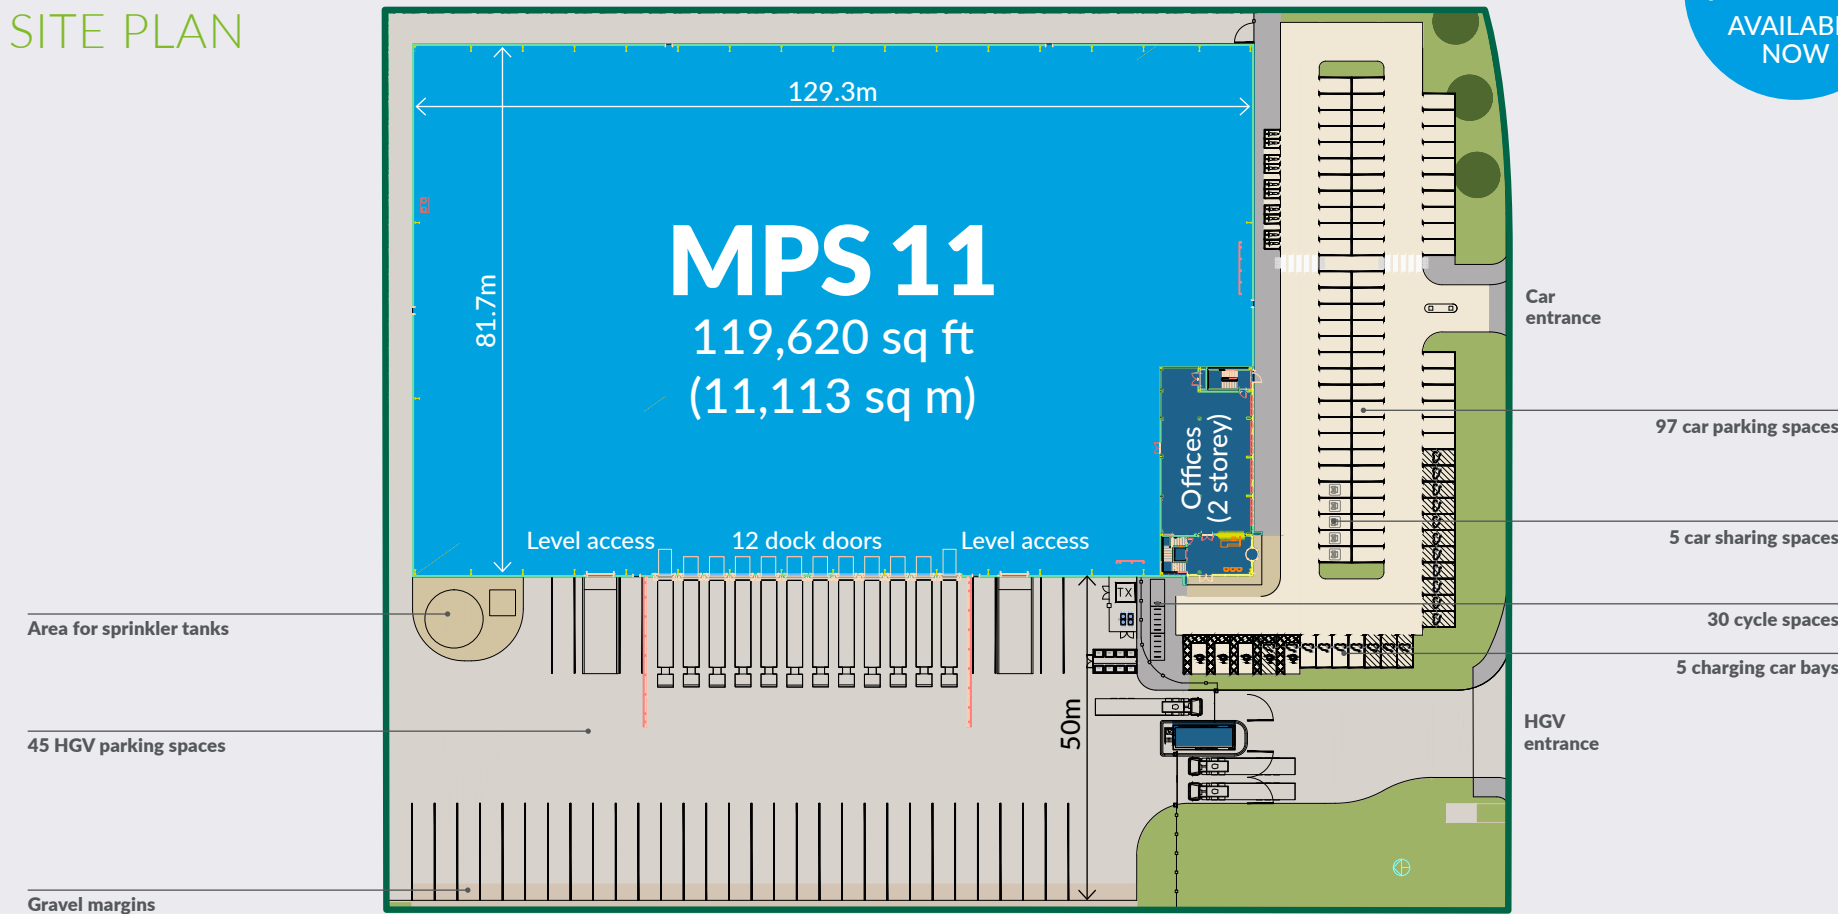 SITE PLAN
NOW
129.3m
81.7m
MPS 11
119,620 sq ft
(11,113 sq m)
Offices
(2 storey)
Level access
12 dock doors
Level access
TX
50m
Car
entrance
97 car parking spaces
5 car sharing spaces
30 cycle spaces
5 charging car bays
HGV
entrance
Area for sprinkler tanks
45 HGV parking spaces
Gravel margins